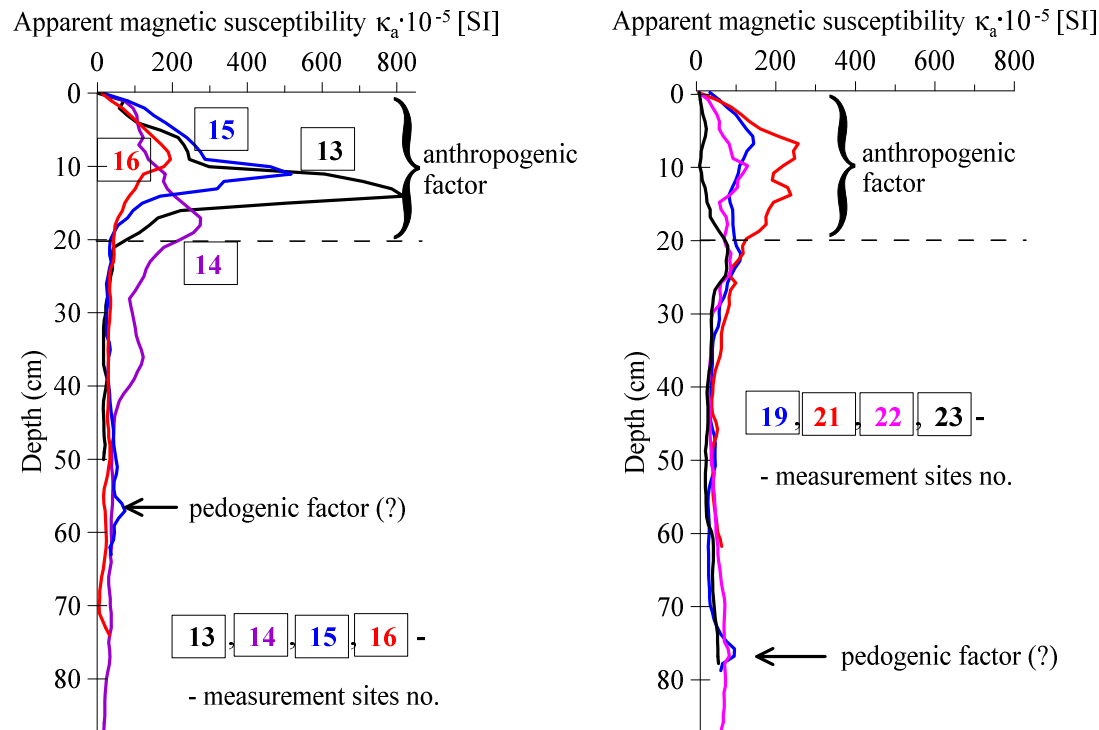 Apparent magnetic susceptibility κa·10⁻⁵ [SI]
0 200 400 600 800
0
10
20
30
40
50
60
70
80
Depth (cm)
15
13
16
14
anthropogenic
factor
pedogenic factor (?)
13, 14, 15, 16 -
- measurement sites no.
Apparent magnetic susceptibility κa·10⁻⁵ [SI]
0 200 400 600 800
0
10
20
30
40
50
60
70
80
Depth (cm)
anthropogenic
factor
19, 21, 22, 23 -
- measurement sites no.
pedogenic factor (?)